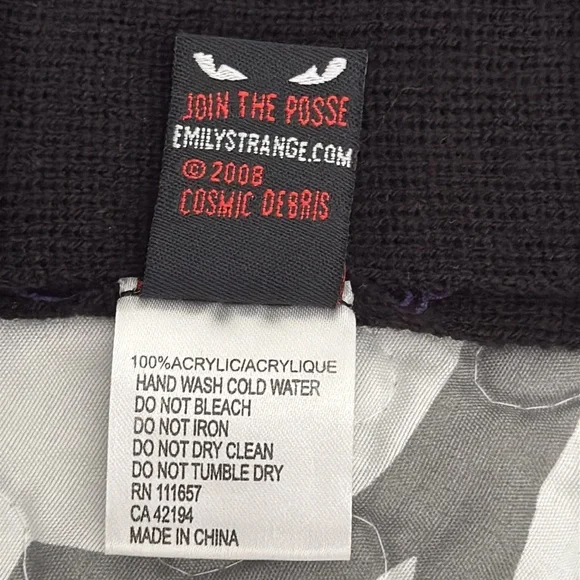 JOIN THE POSSE
EMILYSTRANGE.COM
© 2008
COSMIC DEBRIS
100%ACRYLIC/ACRYLIQUE
HAND WASH COLD WATER
DO NOT BLEACH
DO NOT IRON
DO NOT DRY CLEAN
DO NOT TUMBLE DRY
RN 111657
CA 42194
MADE IN CHINA